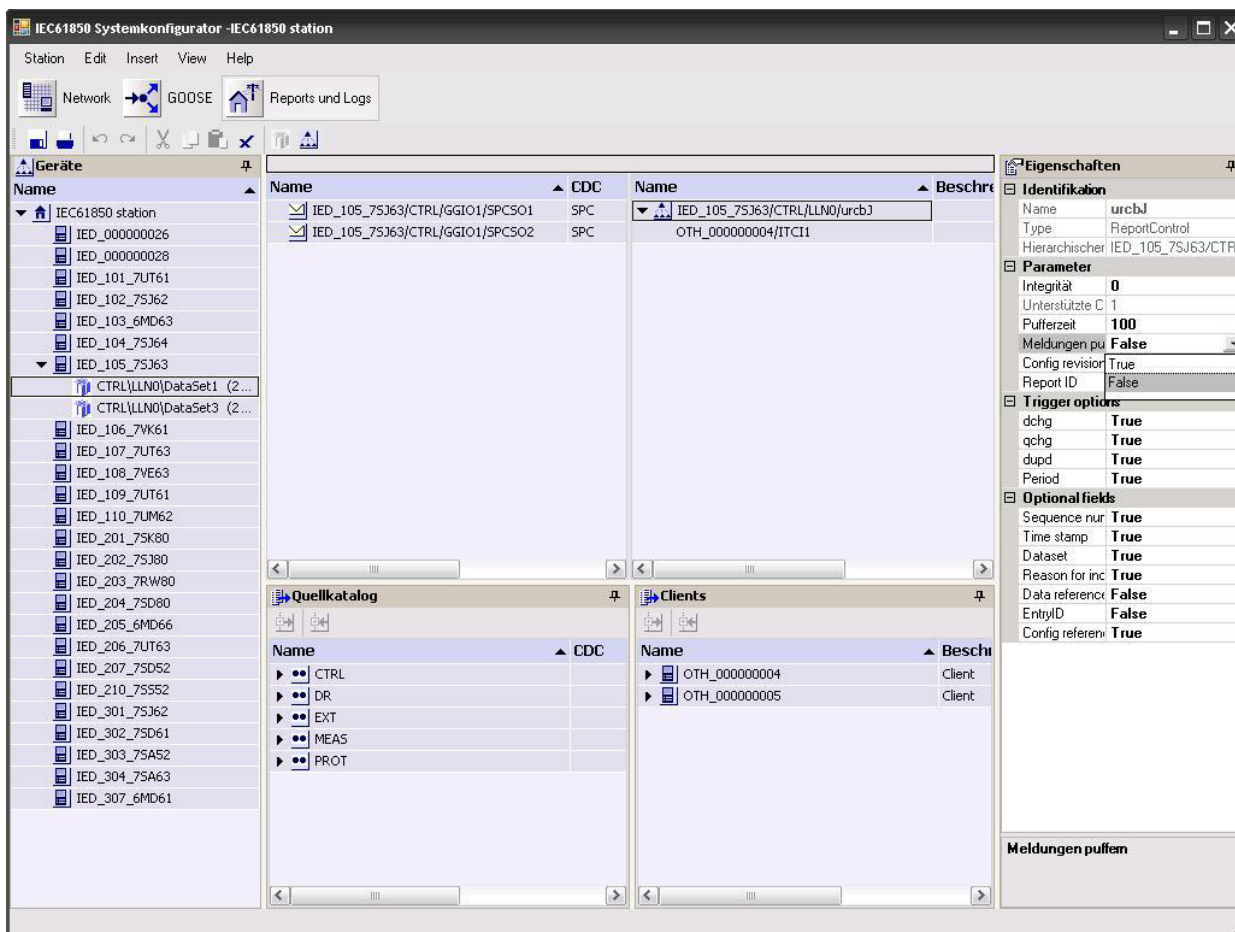 IEC61850 Systemkonfigurator -IEC61850 station
Station Edit Insert View Help
Network GOOSE Reports und Logs
Geräte
Name
IEC61850 station
IED_000000026
IED_000000028
IED_101_7UT61
IED_102_7SJ62
IED_103_6MD63
IED_104_7SJ64
IED_105_7SJ63
CTRL\LLN0\DataSet1 (2...
CTRL\LLN0\DataSet3 (2...
IED_106_7VK61
IED_107_7UT63
IED_108_7VE63
IED_109_7UT61
IED_110_7UM62
IED_201_7SK80
IED_202_7SJ80
IED_203_7RW80
IED_204_7SD80
IED_205_6MD66
IED_206_7UT63
IED_207_7SD52
IED_210_7SS52
IED_301_7SJ62
IED_302_7SD61
IED_303_7SA52
IED_304_7SA63
IED_307_6MD61
Name CDC
IED_105_7SJ63/CTRL/GGIO1/SPCSO1 SPC
IED_105_7SJ63/CTRL/GGIO1/SPCSO2 SPC
Name Beschre
IED_105_7SJ63/CTRL/LLN0/urcbJ
OTH_000000004/ITCI1
Quellkatalog
Name CDC
CTRL
DR
EXT
MEAS
PROT
Clients
Name Beschr
OTH_000000004 Client
OTH_000000005 Client
Eigenschaften
Identifikation
Name urcbJ
Type ReportControl
Hierarchischer IED_105_7SJ63/CTR
Parameter
Integrität 0
Unterstützte C 1
Pufferzeit 100
Meldungen pu False
Config revision True
Report ID False
Trigger options
dchg True
qchg True
dupd True
Period True
Optional fields
Sequence nur True
Time stamp True
Dataset True
Reason for inc True
Data reference False
EntryID False
Config referen True
Meldungen puffern